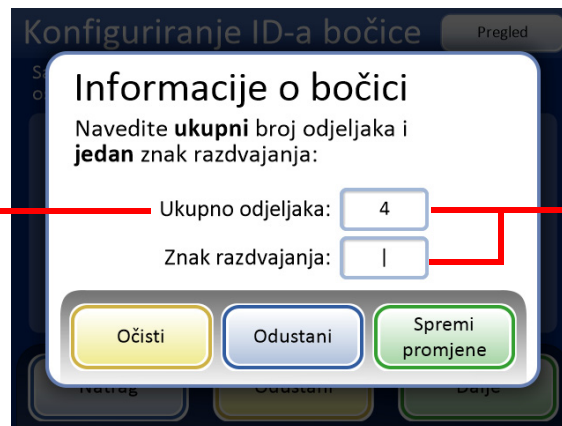 Konfiguriranje ID-a bočice
Pregled
Informacije o bočici
Navedite ukupni broj odjeljaka i
jedan znak razdvajanja:
Ukupno odjeljaka: 4
Znak razdvajanja: |
Očisti
Odustani
Spremi
promjene
Natrag
Odustani
Dalje